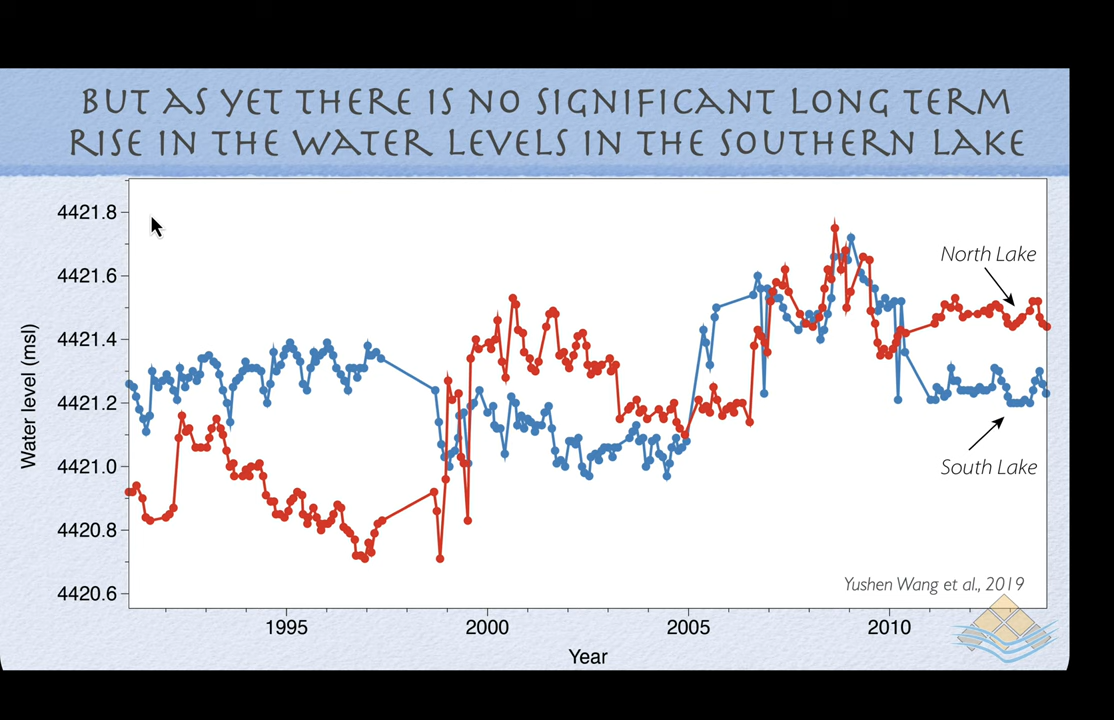 BUT AS YET THERE IS NO SIGNIFICANT LONG TERM
RISE IN THE WATER LEVELS IN THE SOUTHERN LAKE
4421.8
4421.6
4421.4
4421.2
4421.0
4420.8
4420.6
Water level (msl)
North Lake
South Lake
Yushen Wang et al., 2019
1995
2000
2005
2010
Year